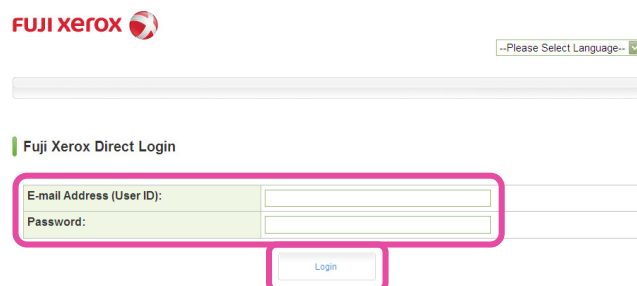 FUJI xerox
--Please Select Language--
Fuji Xerox Direct Login
E-mail Address (User ID):
Password:
Login